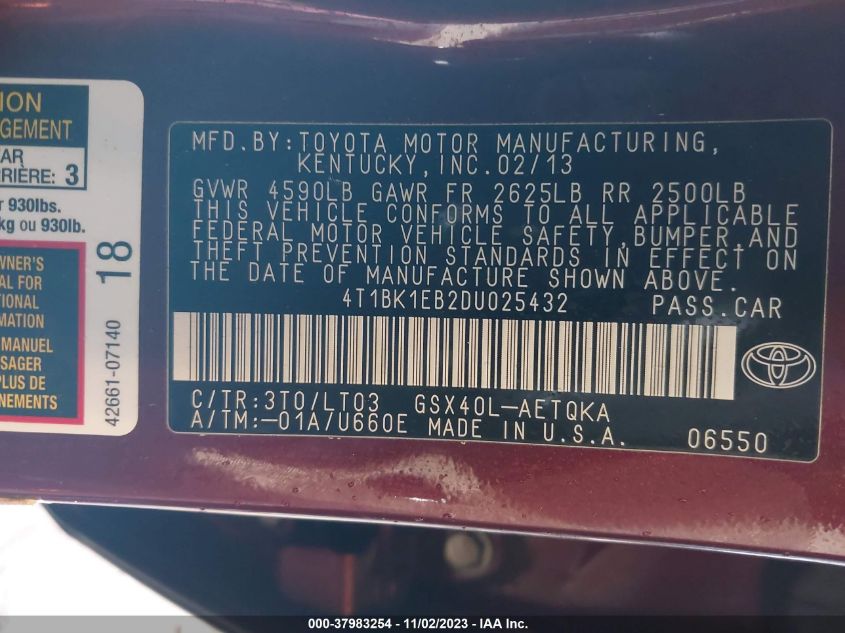 ION
AGEMENT
AR
RRIÈRE: 3
r 930lbs.
kg ou 930lb.
WNER'S
AL FOR
TIONAL
MATION
MANUEL
SSAGER
PLUS DE
NEMENTS
18
42661-07140
MFD.BY:TOYOTA MOTOR MANUFACTURING,
KENTUCKY,INC.02/13
GVWR 4590LB GAWR FR 2625LB RR 2500LB
THIS VEHICLE CONFORMS TO ALL APPLICABLE
FEDERAL MOTOR VEHICLE SAFETY,BUMPER,AND
THEFT PREVENTION STANDARDS IN EFFECT ON
THE DATE OF MANUFACTURE SHOWN ABOVE.
4T1BK1EB2DU025432 PASS.CAR
C/TR:3T0/LT03 GSX40L-AETQKA
A/TM:-01A/U660E MADE IN U.S.A. 06550
000-37983254 - 11/02/2023 - IAA Inc.